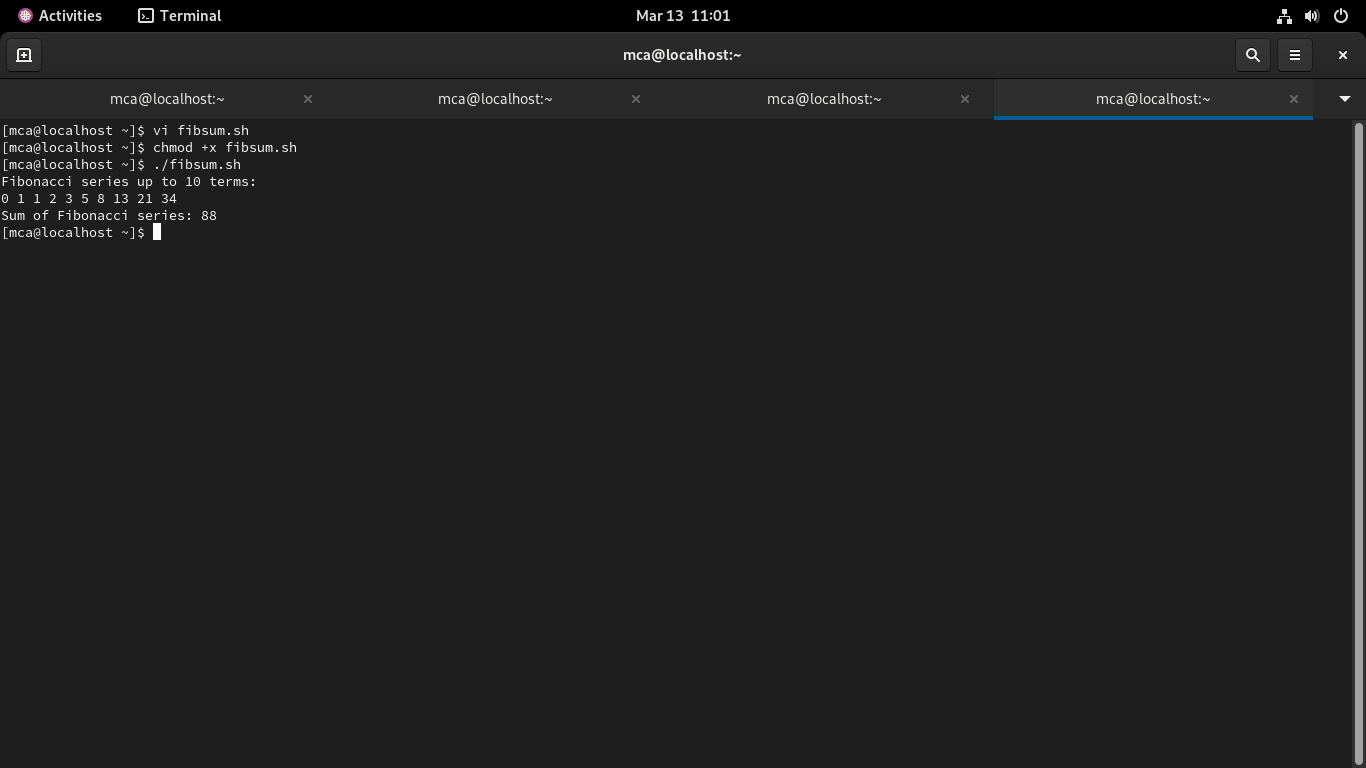 Activities Terminal Mar 13 11:01
mca@localhost:~
mca@localhost:~ mca@localhost:~ mca@localhost:~ mca@localhost:~
[mca@localhost ~]$ vi fibsum.sh
[mca@localhost ~]$ chmod +x fibsum.sh
[mca@localhost ~]$ ./fibsum.sh
Fibonacci series up to 10 terms:
0 1 1 2 3 5 8 13 21 34
Sum of Fibonacci series: 88
[mca@localhost ~]$